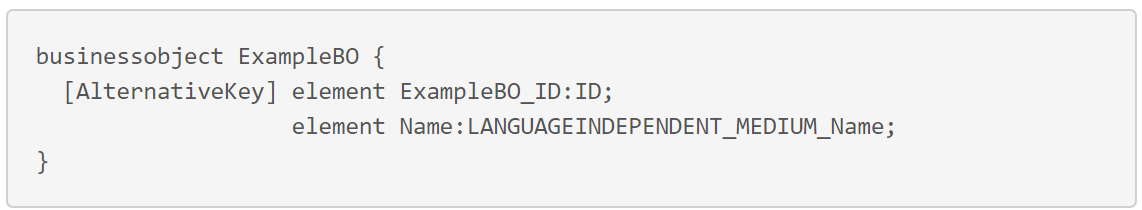 businessobject ExampleBO {
  [AlternativeKey] element ExampleBO_ID:ID;
                   element Name:LANGUAGEINDEPENDENT_MEDIUM_Name;
}